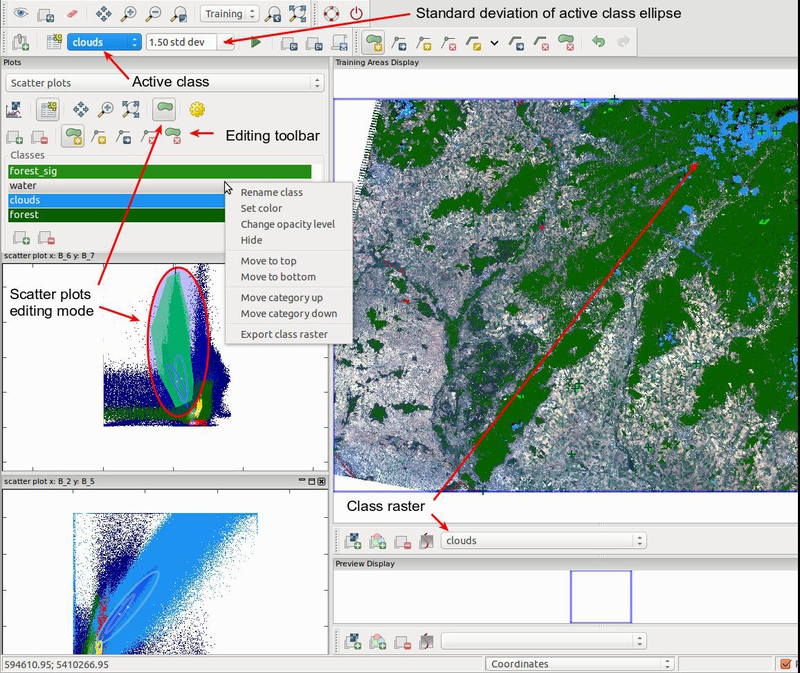 Training
Standard deviation of active class ellipse
clouds
1.50 std dev
Plots
Training Areas Display
Active class
Scatter plots
Editing toolbar
Classes
forest_sig
water
clouds
forest
Rename class
Set color
Change opacity level
Hide
Move to top
Move to bottom
Move category up
Move category down
Export class raster
scatter plot x: B_6 y: B_7
Scatter plots
editing mode
scatter plot x: B_2 y: B_5
Class raster
clouds
Preview Display
594610.95; 5410266.95
Coordinates